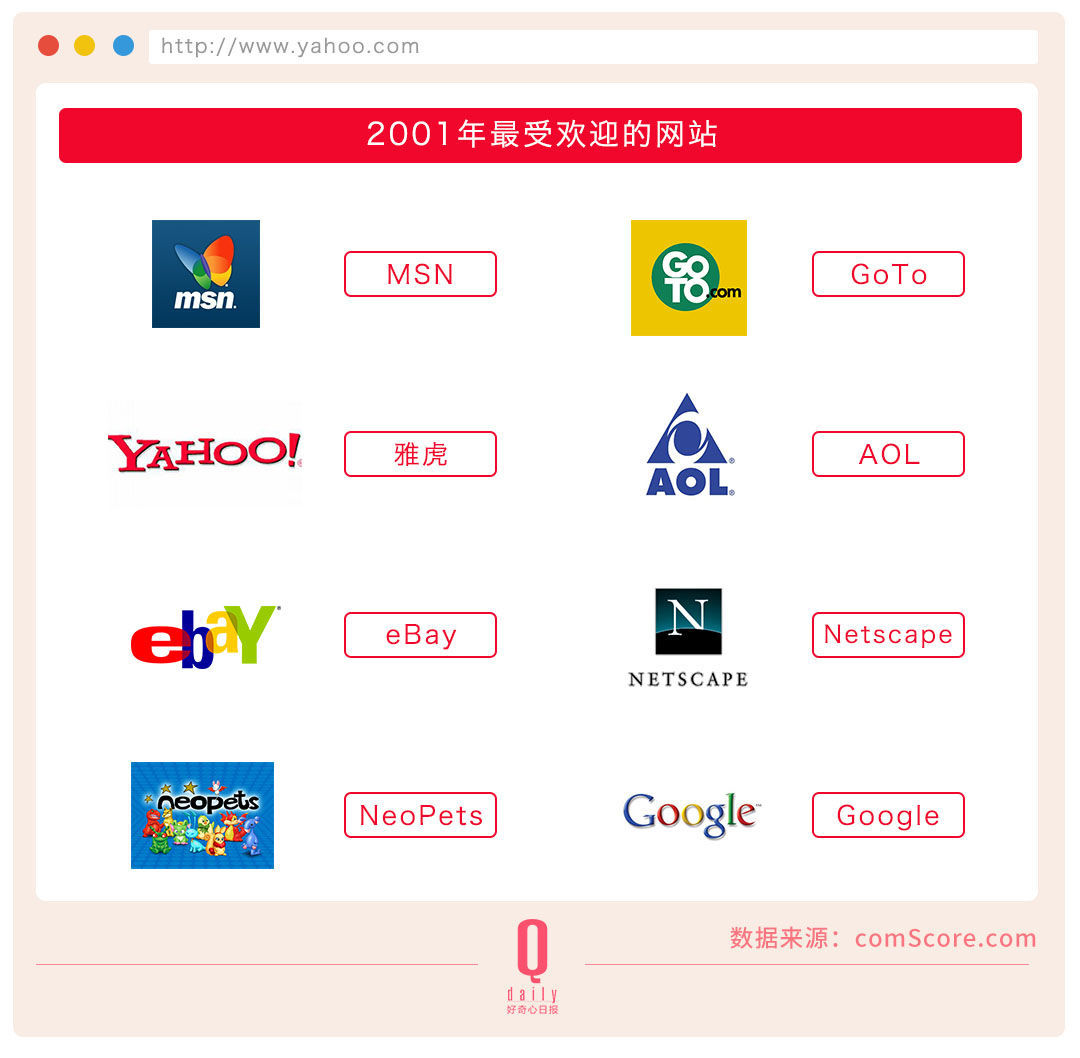 http://www.yahoo.com
2001年最受欢迎的网站
msn.
MSN
GO
TO.com
GoTo
YAHOO!
雅虎
AOL
AOL
ebay
eBay
N
NETSCAPE
Netscape
neopets
NeoPets
Google™
Google
数据来源：comScore.com
Q
daily
好奇心日报